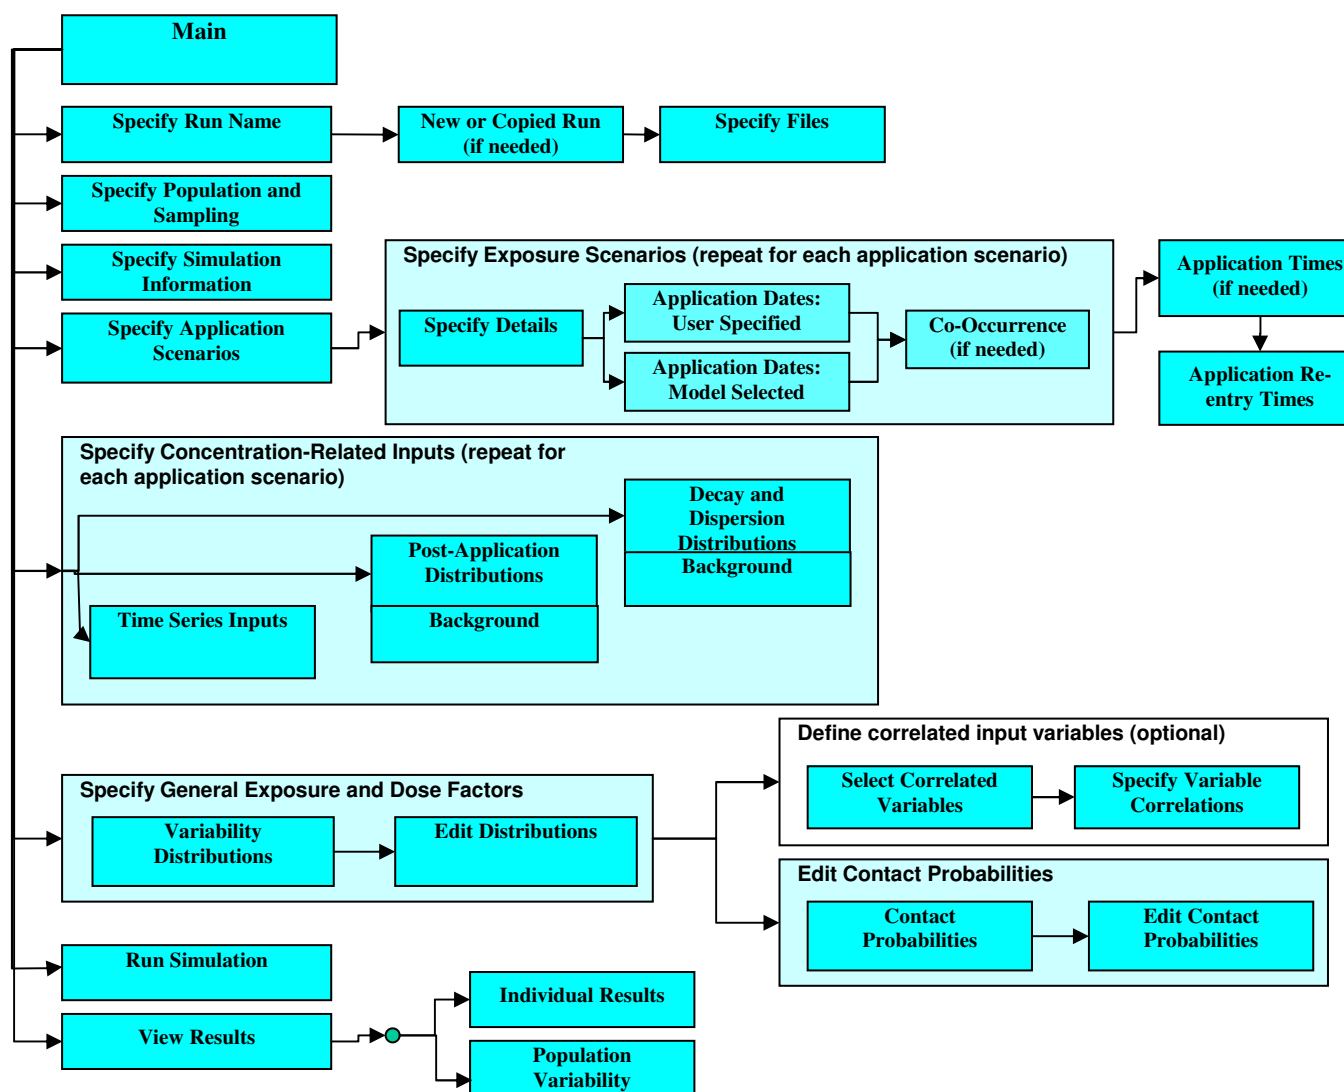 Main
Specify Run Name
New or Copied Run
(if needed)
Specify Files
Specify Population and
Sampling
Specify Simulation
Information
Specify Application
Scenarios
Specify Exposure Scenarios (repeat for each application scenario)
Specify Details
Application Dates:
User Specified
Application Dates:
Model Selected
Co-Occurrence
(if needed)
Application Times
(if needed)
Application Re-
entry Times
Specify Concentration-Related Inputs (repeat for
each application scenario)
Decay and
Dispersion
Distributions
Background
Post-Application
Distributions
Background
Time Series Inputs
Define correlated input variables (optional)
Select Correlated
Variables
Specify Variable
Correlations
Specify General Exposure and Dose Factors
Variability
Distributions
Edit Distributions
Edit Contact Probabilities
Contact
Probabilities
Edit Contact
Probabilities
Run Simulation
View Results
Individual Results
Population
Variability